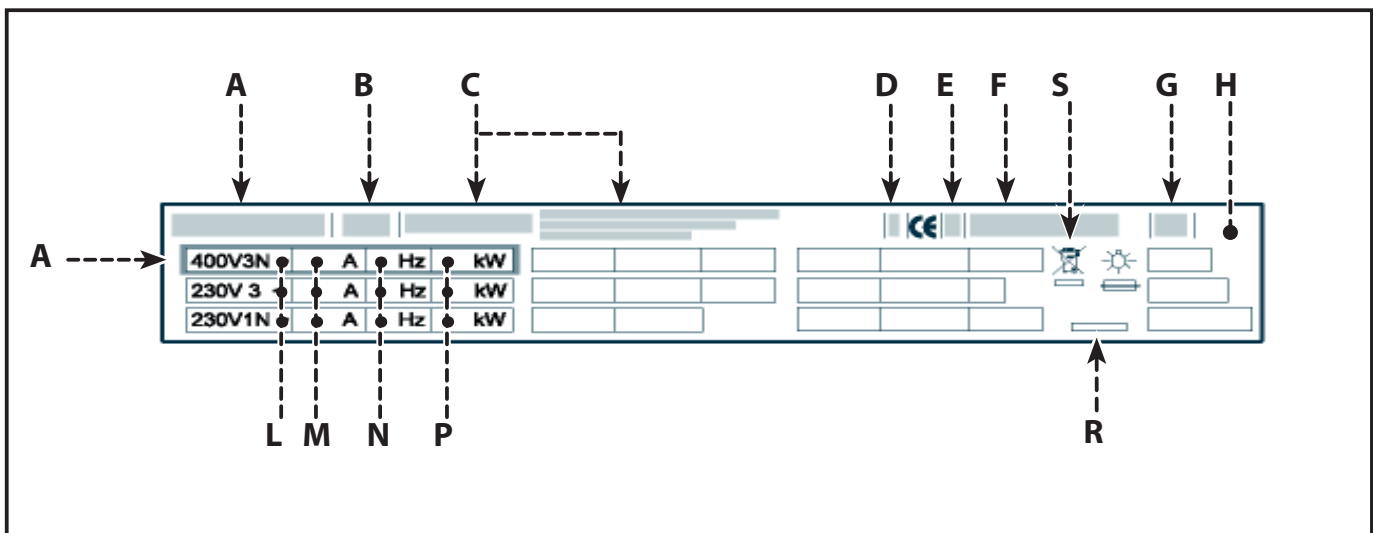 A B C D E F S G H
CE
A 400V3N A Hz kW
230V 3 A Hz kW
230V1N A Hz kW
L M N P R